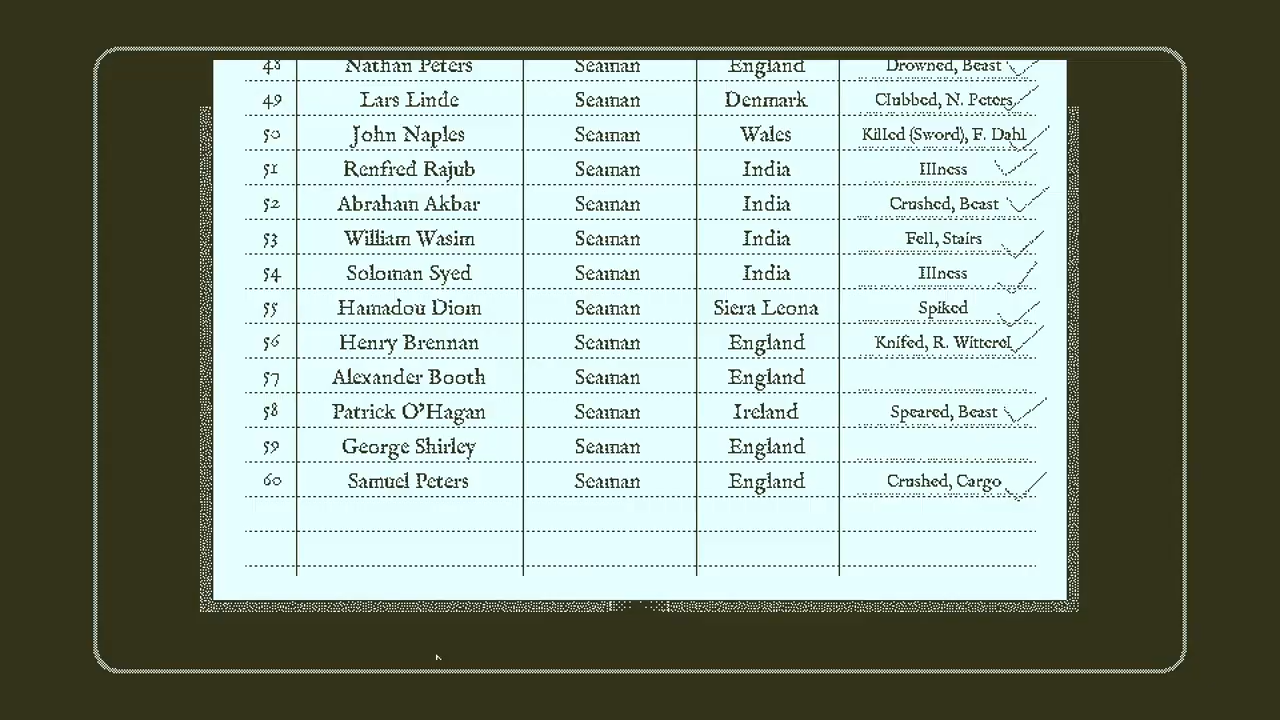 48 Nathan Peters Seaman England Drowned, Beast
49 Lars Linde Seaman Denmark Clubbed, N. Peters
50 John Naples Seaman Wales Killed (Sword), F. Dahl
51 Renfred Rajub Seaman India Illness
52 Abraham Akbar Seaman India Crushed, Beast
53 William Wasim Seaman India Fell, Stairs
54 Soloman Syed Seaman India Illness
55 Hamadou Diom Seaman Siera Leona Spiked
56 Henry Brennan Seaman England Knifed, R. Witterel
57 Alexander Booth Seaman England
58 Patrick O'Hagan Seaman Ireland Speared, Beast
59 George Shirley Seaman England
60 Samuel Peters Seaman England Crushed, Cargo